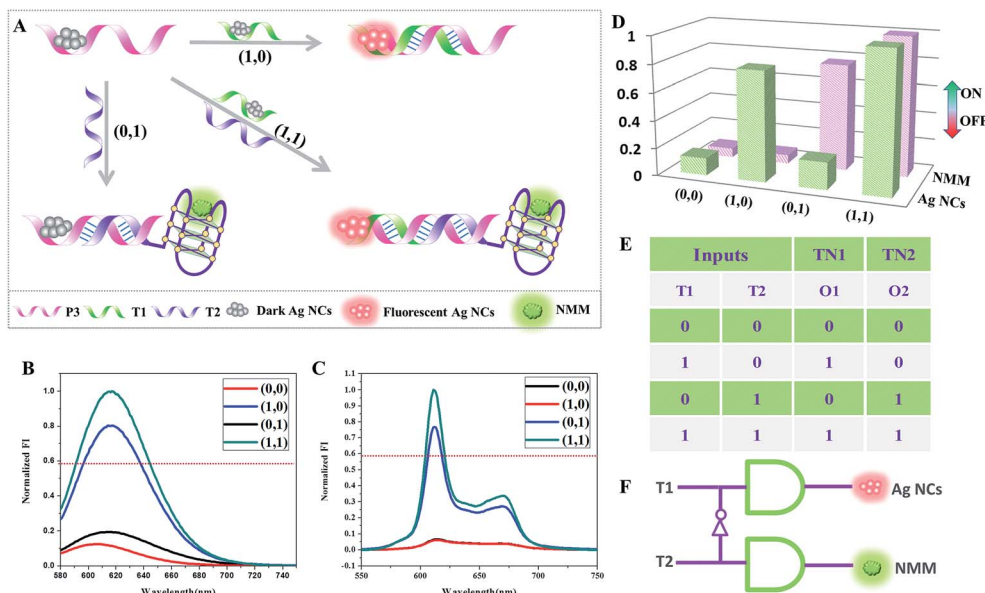 A
(1,0)
(0,1)
(1,1)
P3 T1 T2 Dark Ag NCs Fluorescent Ag NCs NMM
B
Normalized FI
1.0
0.8
0.6
0.4
0.2
0.0
(0,0)
(1,0)
(0,1)
(1,1)
580 600 620 640 660 680 700 720 740
Wavelength(nm)
C
Normalized FI
1.1
1.0
0.9
0.8
0.7
0.6
0.5
0.4
0.3
0.2
0.1
0.0
-0.1
(0,0)
(1,0)
(0,1)
(1,1)
550 600 650 700 750
Wavelength(nm)
D
1
0.8
0.6
0.4
0.2
0
(0,0) (1,0) (0,1) (1,1)
NMM
Ag NCs
ON
OFF
E
Inputs TN1 TN2
T1 T2 O1 O2
0 0 0 0
1 0 1 0
0 1 0 1
1 1 1 1
F
T1 Ag NCs
T2 NMM